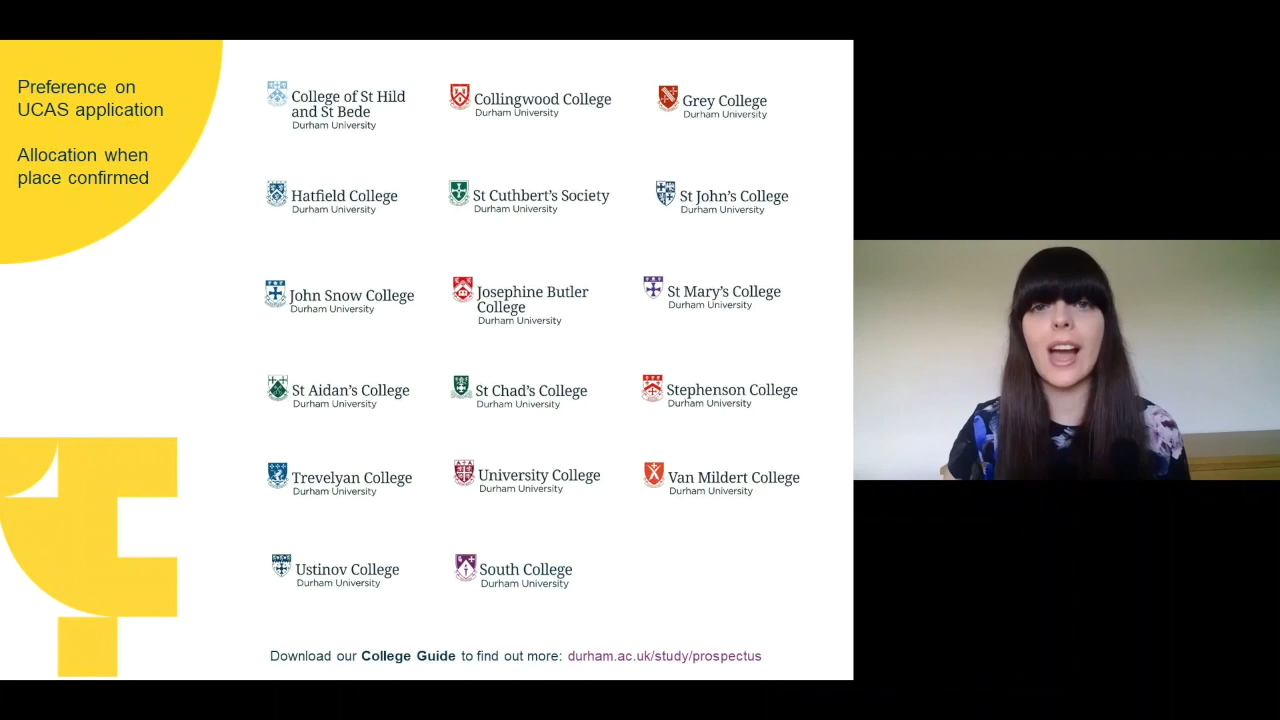 Preference on
UCAS application
Allocation when
place confirmed
College of St Hild
and St Bede
Durham University
Collingwood College
Durham University
Grey College
Durham University
Hatfield College
Durham University
St Cuthbert's Society
Durham University
St John's College
Durham University
John Snow College
Durham University
Josephine Butler
College
Durham University
St Mary's College
Durham University
St Aidan's College
Durham University
St Chad's College
Durham University
Stephenson College
Durham University
Trevelyan College
Durham University
University College
Durham University
Van Mildert College
Durham University
Ustinov College
Durham University
South College
Durham University
Download our College Guide to find out more: durham.ac.uk/study/prospectus